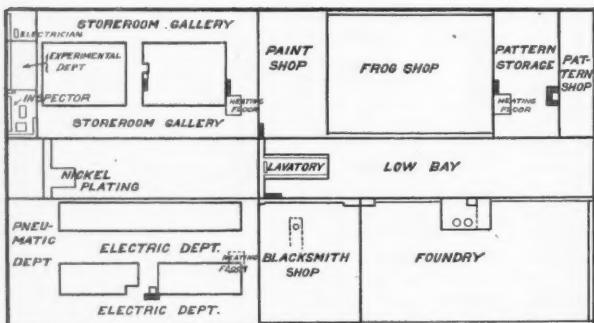 STOREROOM. GALLERY
ELECTRICIAN
EXPERIMENTAL
DEPT
INSPECTOR
HEATING
FLOOR
STOREROOM GALLERY
PAINT
SHOP
FROG SHOP
PATTERN
STORAGE
HEATING
FLOOR
PAT-
TERN
SHOP
NICKEL
PLATING
LAVATORY
LOW BAY
PNEU-
MATIC
DEPT
ELECTRIC DEPT.
HEATING
FLOOR
ELECTRIC DEPT.
BLACKSMITH
SHOP
FOUNDRY